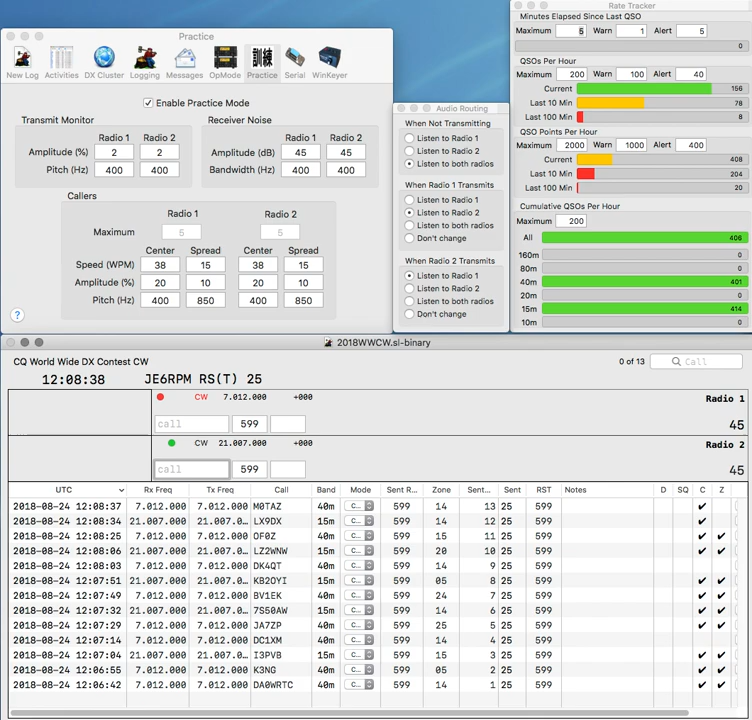 Practice
New Log
Activities
DX Cluster
Logging
Messages
OpMode
訓練
Practice
Serial
WinKeyer
Enable Practice Mode
Transmit Monitor
Radio 1 Radio 2
Amplitude (%) 2 2
Pitch (Hz) 400 400
Receiver Noise
Radio 1 Radio 2
Amplitude (dB) 45 45
Bandwidth (Hz) 400 400
Callers
Radio 1 Radio 2
Maximum 5 5
Center Spread Center Spread
Speed (WPM) 38 15 38 15
Amplitude (%) 20 10 20 10
Pitch (Hz) 400 850 400 850
?
Audio Routing
When Not Transmitting
Listen to Radio 1
Listen to Radio 2
Listen to both radios
When Radio 1 Transmits
Listen to Radio 1
Listen to Radio 2
Listen to both radios
Don't change
When Radio 2 Transmits
Listen to Radio 1
Listen to Radio 2
Listen to both radios
Don't change
Rate Tracker
Minutes Elapsed Since Last QSO
Maximum 5 Warn 1 Alert 5
0
QSOs Per Hour
Maximum 200 Warn 100 Alert 40
Current 156
Last 10 Min 78
Last 100 Min 8
QSO Points Per Hour
Maximum 2000 Warn 1000 Alert 400
Current 408
Last 10 Min 204
Last 100 Min 20
Cumulative QSOs Per Hour
Maximum 200
All 406
160m 0
80m 0
40m 401
20m 0
15m 414
10m 0
2018WWCW.sl-binary
CQ World Wide DX Contest CW 0 of 13 Call
12:08:38 JE6RPM RS(T) 25
CW 7.012.000 +000 Radio 1
call 599 45
CW 21.007.000 +000 Radio 2
call 599 45
UTC Rx Freq Tx Freq Call Band Mode Sent R... Zone Sent... Sent RST Notes D SQ C Z
2018-08-24 12:08:37 7.012.000 7.012.000 M0TAZ 40m C... 599 14 13 25 599 ✔
2018-08-24 12:08:34 21.007.000 21.007.0... LX9DX 15m C... 599 14 12 25 599 ✔
2018-08-24 12:08:25 7.012.000 7.012.000 OF0Z 40m C... 599 15 11 25 599 ✔ ✔
2018-08-24 12:08:06 21.007.000 21.007.0... LZ2WNW 15m C... 599 20 10 25 599 ✔ ✔
2018-08-24 12:08:03 7.012.000 7.012.000 DK4QT 40m C... 599 14 9 25 599
2018-08-24 12:07:51 21.007.000 21.007.0... KB2OYI 15m C... 599 05 8 25 599 ✔ ✔
2018-08-24 12:07:49 7.012.000 7.012.000 BV1EK 40m C... 599 24 7 25 599 ✔ ✔
2018-08-24 12:07:32 21.007.000 21.007.0... 7S50AW 15m C... 599 14 6 25 599 ✔ ✔
2018-08-24 12:07:29 7.012.000 7.012.000 JA7ZP 40m C... 599 25 5 25 599 ✔ ✔
2018-08-24 12:07:14 7.012.000 7.012.000 DC1XM 40m C... 599 14 4 25 599
2018-08-24 12:07:04 21.007.000 21.007.0... I3PVB 15m C... 599 15 3 25 599 ✔ ✔
2018-08-24 12:06:55 7.012.000 7.012.000 K3NG 40m C... 599 05 2 25 599 ✔ ✔
2018-08-24 12:06:42 7.012.000 7.012.000 DA0WRTC 40m C... 599 14 1 25 599 ✔ ✔